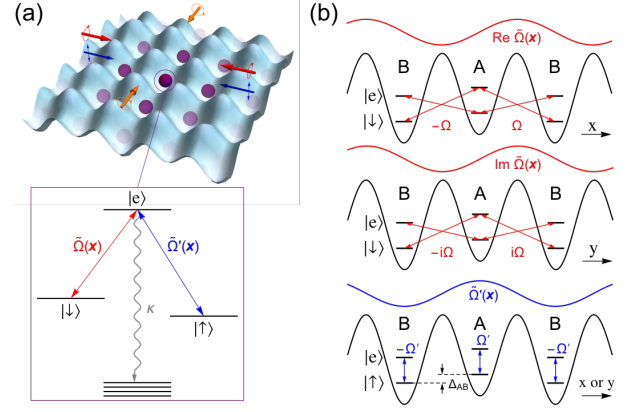 (a)
|e⟩
Ω̃(x)
Ω̃'(x)
κ
|↓⟩
|↑⟩
(b)
Re Ω̃(x)
B A B
|e⟩
|↓⟩
−Ω Ω
x
Im Ω̃(x)
B A B
|e⟩
|↓⟩
−iΩ iΩ
y
Ω̃'(x)
B A B
−Ω' Ω' −Ω'
|e⟩
|↑⟩
Δ_AB
x or y